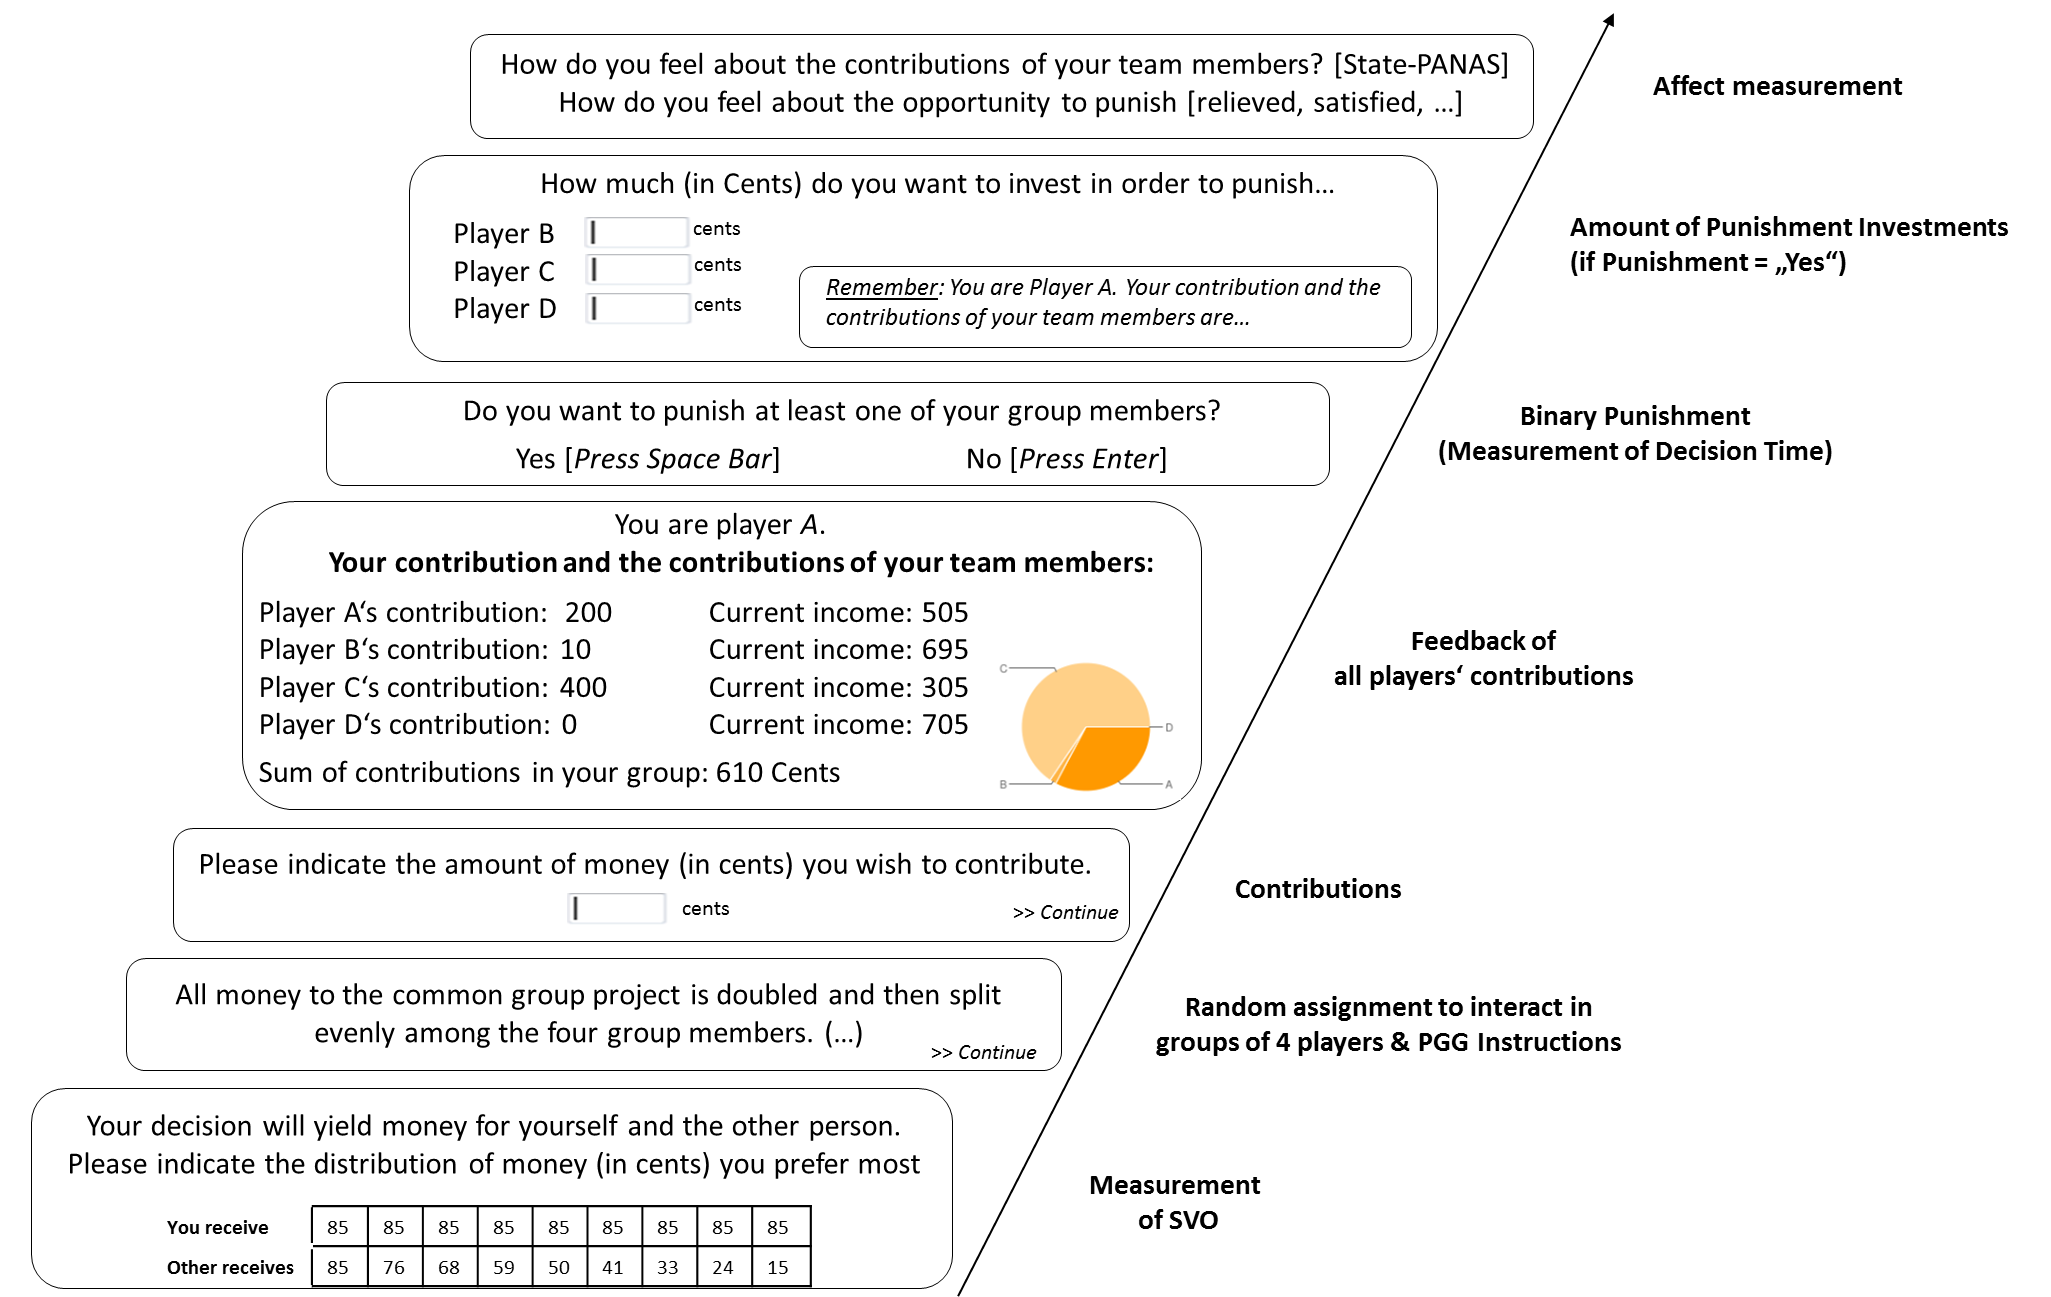 How do you feel about the contributions of your team members? [State-PANAS]
How do you feel about the opportunity to punish [relieved, satisfied, ...]
Affect measurement
How much (in Cents) do you want to invest in order to punish...
Player B cents
Player C cents
Player D cents
Remember: You are Player A. Your contribution and the
contributions of your team members are...
Amount of Punishment Investments
(if Punishment = „Yes“)
Do you want to punish at least one of your group members?
Yes [Press Space Bar] No [Press Enter]
Binary Punishment
(Measurement of Decision Time)
You are player A.
Your contribution and the contributions of your team members:
Player A‘s contribution: 200 Current income: 505
Player B‘s contribution: 10 Current income: 695
Player C‘s contribution: 400 Current income: 305
Player D‘s contribution: 0 Current income: 705
Sum of contributions in your group: 610 Cents
C
D
B
A
Feedback of
all players‘ contributions
Please indicate the amount of money (in cents) you wish to contribute.
cents
>> Continue
Contributions
All money to the common group project is doubled and then split
evenly among the four group members. (...)
>> Continue
Random assignment to interact in
groups of 4 players & PGG Instructions
Your decision will yield money for yourself and the other person.
Please indicate the distribution of money (in cents) you prefer most
You receive 85 85 85 85 85 85 85 85 85
Other receives 85 76 68 59 50 41 33 24 15
Measurement
of SVO